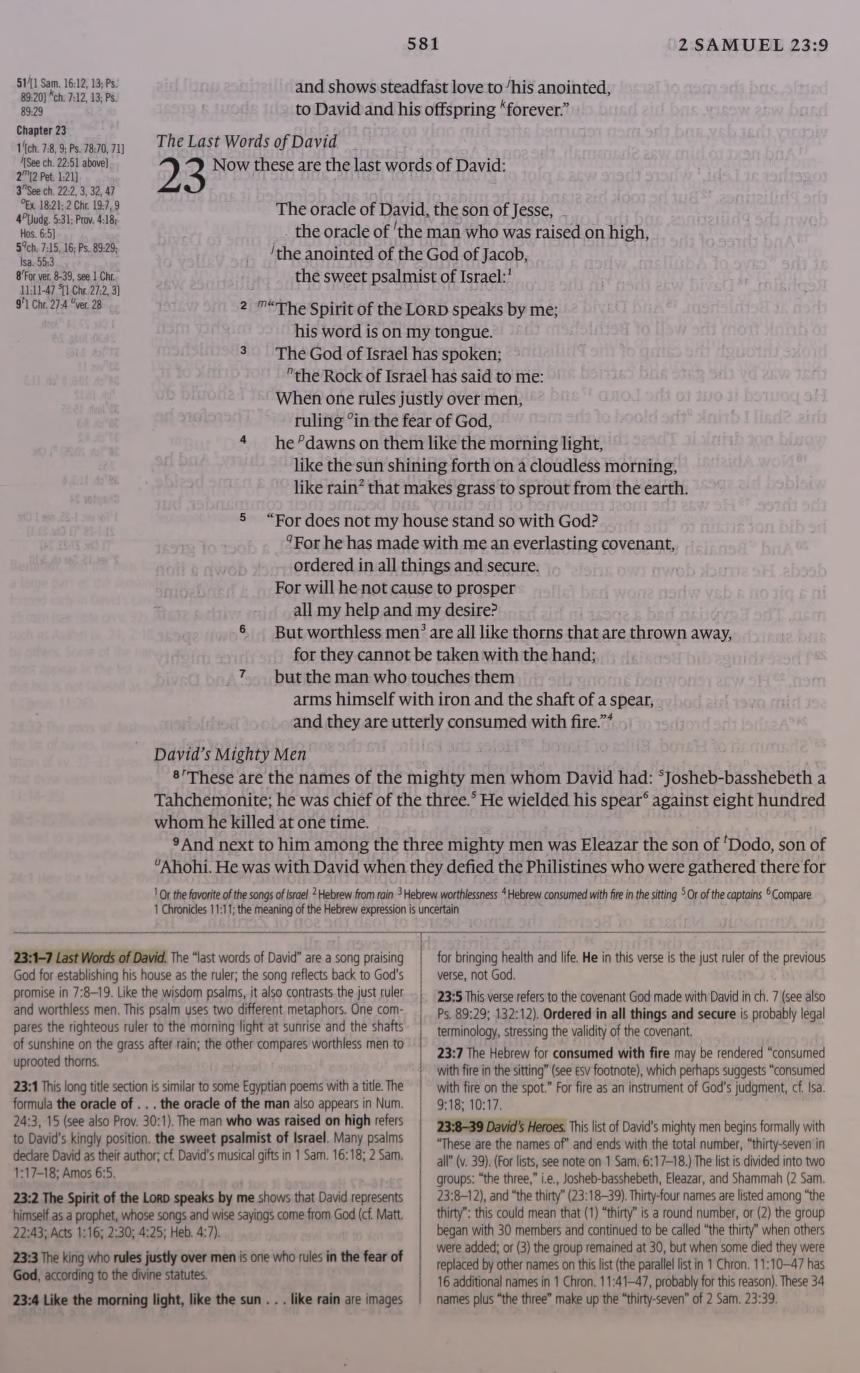 581
2 SAMUEL 23:9
51 j[1 Sam. 16:12, 13; Ps.
89:20] k ch. 7:12, 13; Ps.
89:29
Chapter 23
1 l[ch. 7:8, 9; Ps. 78:70, 71]
j[See ch. 22:51 above]
2 m[2 Pet. 1:21]
3 n See ch. 22:2, 3, 32, 47
o Ex. 18:21; 2 Chr. 19:7, 9
4 p[Judg. 5:31; Prov. 4:18;
Hos. 6:5]
5 q ch. 7:15, 16; Ps. 89:29;
Isa. 55:3
8 r For ver. 8-39, see 1 Chr.
11:11-47 s[1 Chr. 27:2, 3]
9 t 1 Chr. 27:4 u ver. 28
and shows steadfast love to j his anointed,
to David and his offspring k forever.”
The Last Words of David
23 Now these are the last words of David:
The oracle of David, the son of Jesse,
the oracle of l the man who was raised on high,
j the anointed of the God of Jacob,
the sweet psalmist of Israel:1
2 m “The Spirit of the LORD speaks by me;
his word is on my tongue.
3 The God of Israel has spoken;
n the Rock of Israel has said to me:
When one rules justly over men,
ruling o in the fear of God,
4 he p dawns on them like the morning light,
like the sun shining forth on a cloudless morning,
like rain2 that makes grass to sprout from the earth.
5 “For does not my house stand so with God?
q For he has made with me an everlasting covenant,
ordered in all things and secure.
For will he not cause to prosper
all my help and my desire?
6 But worthless men3 are all like thorns that are thrown away,
for they cannot be taken with the hand;
7 but the man who touches them
arms himself with iron and the shaft of a spear,
and they are utterly consumed with fire.”4
David’s Mighty Men
8 r These are the names of the mighty men whom David had: s Josheb-basshebeth a
Tahchemonite; he was chief of the three.5 He wielded his spear6 against eight hundred
whom he killed at one time.
9 And next to him among the three mighty men was Eleazar the son of t Dodo, son of
u Ahohi. He was with David when they defied the Philistines who were gathered there for
1 Or the favorite of the songs of Israel 2 Hebrew from rain 3 Hebrew worthlessness 4 Hebrew consumed with fire in the sitting 5 Or of the captains 6 Compare
1 Chronicles 11:11; the meaning of the Hebrew expression is uncertain
23:1–7 Last Words of David. The “last words of David” are a song praising
God for establishing his house as the ruler; the song reflects back to God’s
promise in 7:8–19. Like the wisdom psalms, it also contrasts the just ruler
and worthless men. This psalm uses two different metaphors. One com-
pares the righteous ruler to the morning light at sunrise and the shafts
of sunshine on the grass after rain; the other compares worthless men to
uprooted thorns.
23:1 This long title section is similar to some Egyptian poems with a title. The
formula the oracle of . . . the oracle of the man also appears in Num.
24:3, 15 (see also Prov. 30:1). The man who was raised on high refers
to David’s kingly position. the sweet psalmist of Israel. Many psalms
declare David as their author; cf. David’s musical gifts in 1 Sam. 16:18; 2 Sam.
1:17–18; Amos 6:5.
23:2 The Spirit of the LORD speaks by me shows that David represents
himself as a prophet, whose songs and wise sayings come from God (cf. Matt.
22:43; Acts 1:16; 2:30; 4:25; Heb. 4:7).
23:3 The king who rules justly over men is one who rules in the fear of
God, according to the divine statutes.
23:4 Like the morning light, like the sun . . . like rain are images
for bringing health and life. He in this verse is the just ruler of the previous
verse, not God.
23:5 This verse refers to the covenant God made with David in ch. 7 (see also
Ps. 89:29; 132:12). Ordered in all things and secure is probably legal
terminology, stressing the validity of the covenant.
23:7 The Hebrew for consumed with fire may be rendered “consumed
with fire in the sitting” (see ESV footnote), which perhaps suggests “consumed
with fire on the spot.” For fire as an instrument of God’s judgment, cf. Isa.
9:18; 10:17.
23:8–39 David’s Heroes. This list of David’s mighty men begins formally with
“These are the names of” and ends with the total number, “thirty-seven in
all” (v. 39). (For lists, see note on 1 Sam. 6:17–18.) The list is divided into two
groups: “the three,” i.e., Josheb-basshebeth, Eleazar, and Shammah (2 Sam.
23:8–12), and “the thirty” (23:18–39). Thirty-four names are listed among “the
thirty”: this could mean that (1) “thirty” is a round number, or (2) the group
began with 30 members and continued to be called “the thirty” when others
were added; or (3) the group remained at 30, but when some died they were
replaced by other names on this list (the parallel list in 1 Chron. 11:10–47 has
16 additional names in 1 Chron. 11:41–47, probably for this reason). These 34
names plus “the three” make up the “thirty-seven” of 2 Sam. 23:39.